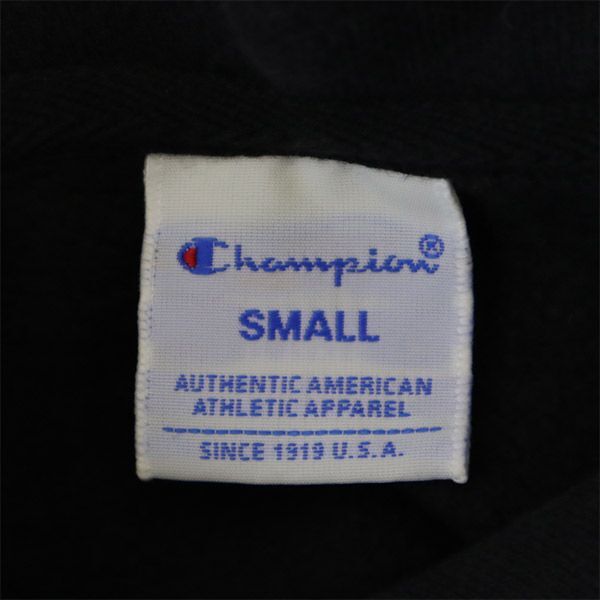 Champion®
SMALL
AUTHENTIC AMERICAN
ATHLETIC APPAREL
SINCE 1919 U.S.A.